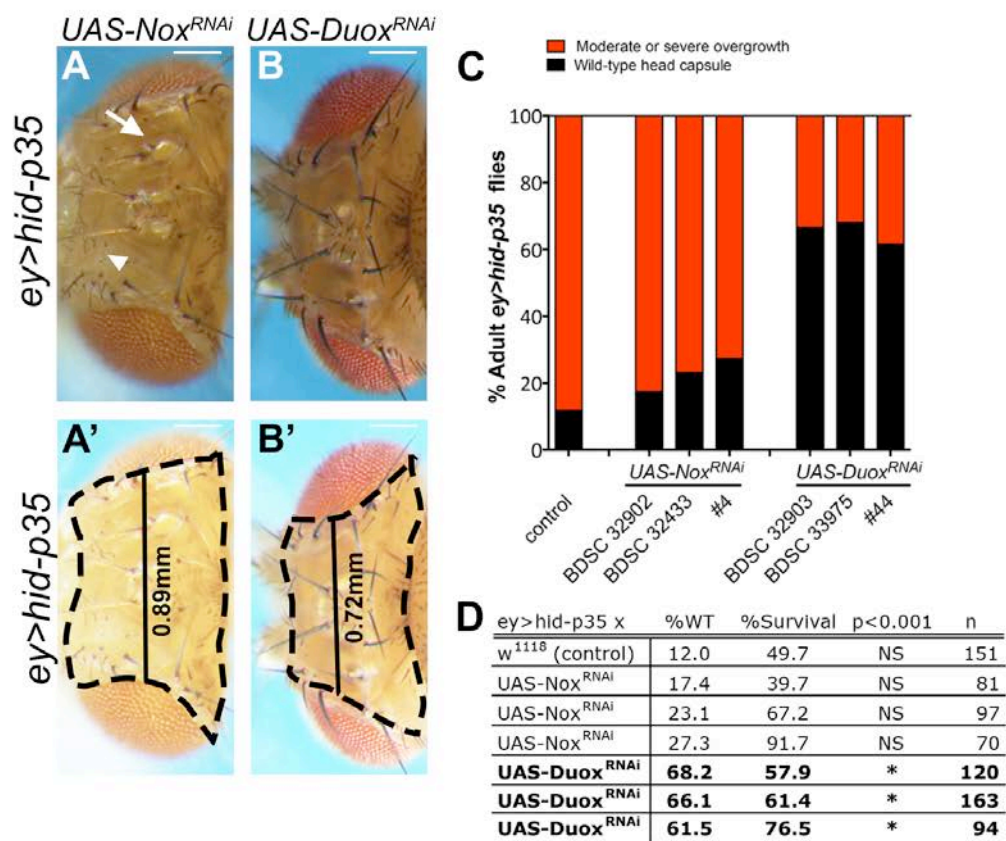 UAS-Nox^RNAi UAS-Duox^RNAi
A B
ey>hid-p35
A' B'
ey>hid-p35
0.89mm
0.72mm
C
Moderate or severe overgrowth
Wild-type head capsule
% Adult ey>hid-p35 flies
100
80
60
40
20
0
control
BDSC 32902
BDSC 32433
#4
BDSC 32903
BDSC 33975
#44
UAS-Nox^RNAi UAS-Duox^RNAi
D
ey>hid-p35 x %WT %Survival p<0.001 n
w^1118 (control) 12.0 49.7 NS 151
UAS-Nox^RNAi 17.4 39.7 NS 81
UAS-Nox^RNAi 23.1 67.2 NS 97
UAS-Nox^RNAi 27.3 91.7 NS 70
UAS-Duox^RNAi 68.2 57.9 * 120
UAS-Duox^RNAi 66.1 61.4 * 163
UAS-Duox^RNAi 61.5 76.5 * 94